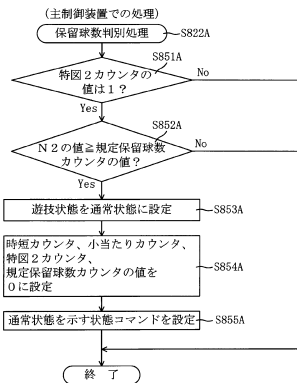 (主制御装置での処理)
保留球数判別処理
S822A
S851A
特図2カウンタの
値は1?
No
Yes
S852A
N2の値≧規定保留球数
カウンタの値?
No
Yes
遊技状態を通常状態に設定
S853A
時短カウンタ、小当たりカウンタ、
特図2カウンタ、
規定保留球数カウンタの値を
0に設定
S854A
通常状態を示す状態コマンドを設定
S855A
終 了